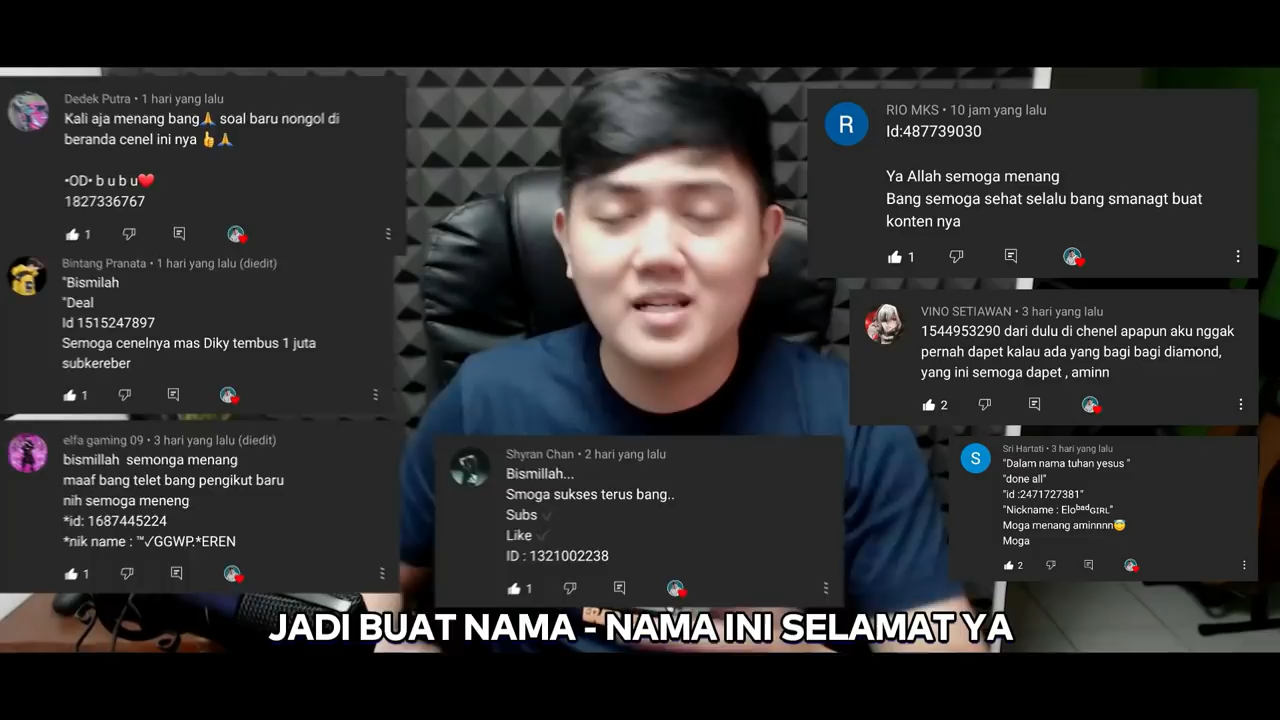 Dedek Putra • 1 hari yang lalu
Kali aja menang bang🙏 soal baru nongol di
beranda cenel ini nya 👍🙏
•OD• b u b u❤️
1827336767
1
Bintang Pranata • 1 hari yang lalu (diedit)
"Bismilah
"Deal
Id 1515247897
Semoga cenelnya mas Diky tembus 1 juta
subkereber
1
elfa gaming 09 • 3 hari yang lalu (diedit)
bismillah semonga menang
maaf bang telet bang pengikut baru
nih semoga meneng
*id: 1687445224
*nik name : ™✓GGWP.*EREN
1
Shyran Chan • 2 hari yang lalu
Bismillah...
Smoga sukses terus bang..
Subs ✓
Like ✓
ID : 1321002238
1
R
RIO MKS • 10 jam yang lalu
Id:487739030
Ya Allah semoga menang
Bang semoga sehat selalu bang smanagt buat
konten nya
1
VINO SETIAWAN • 3 hari yang lalu
1544953290 dari dulu di chenel apapun aku nggak
pernah dapet kalau ada yang bagi bagi diamond,
yang ini semoga dapet , aminn
2
S
Sri Hartati • 3 hari yang lalu
"Dalam nama tuhan yesus "
"done all"
"id :2471727381"
"Nickname : Eloᵇᵃᵈɢɪʀʟ"
Moga menang aminnnn😇
Moga
2
JADI BUAT NAMA - NAMA INI SELAMAT YA